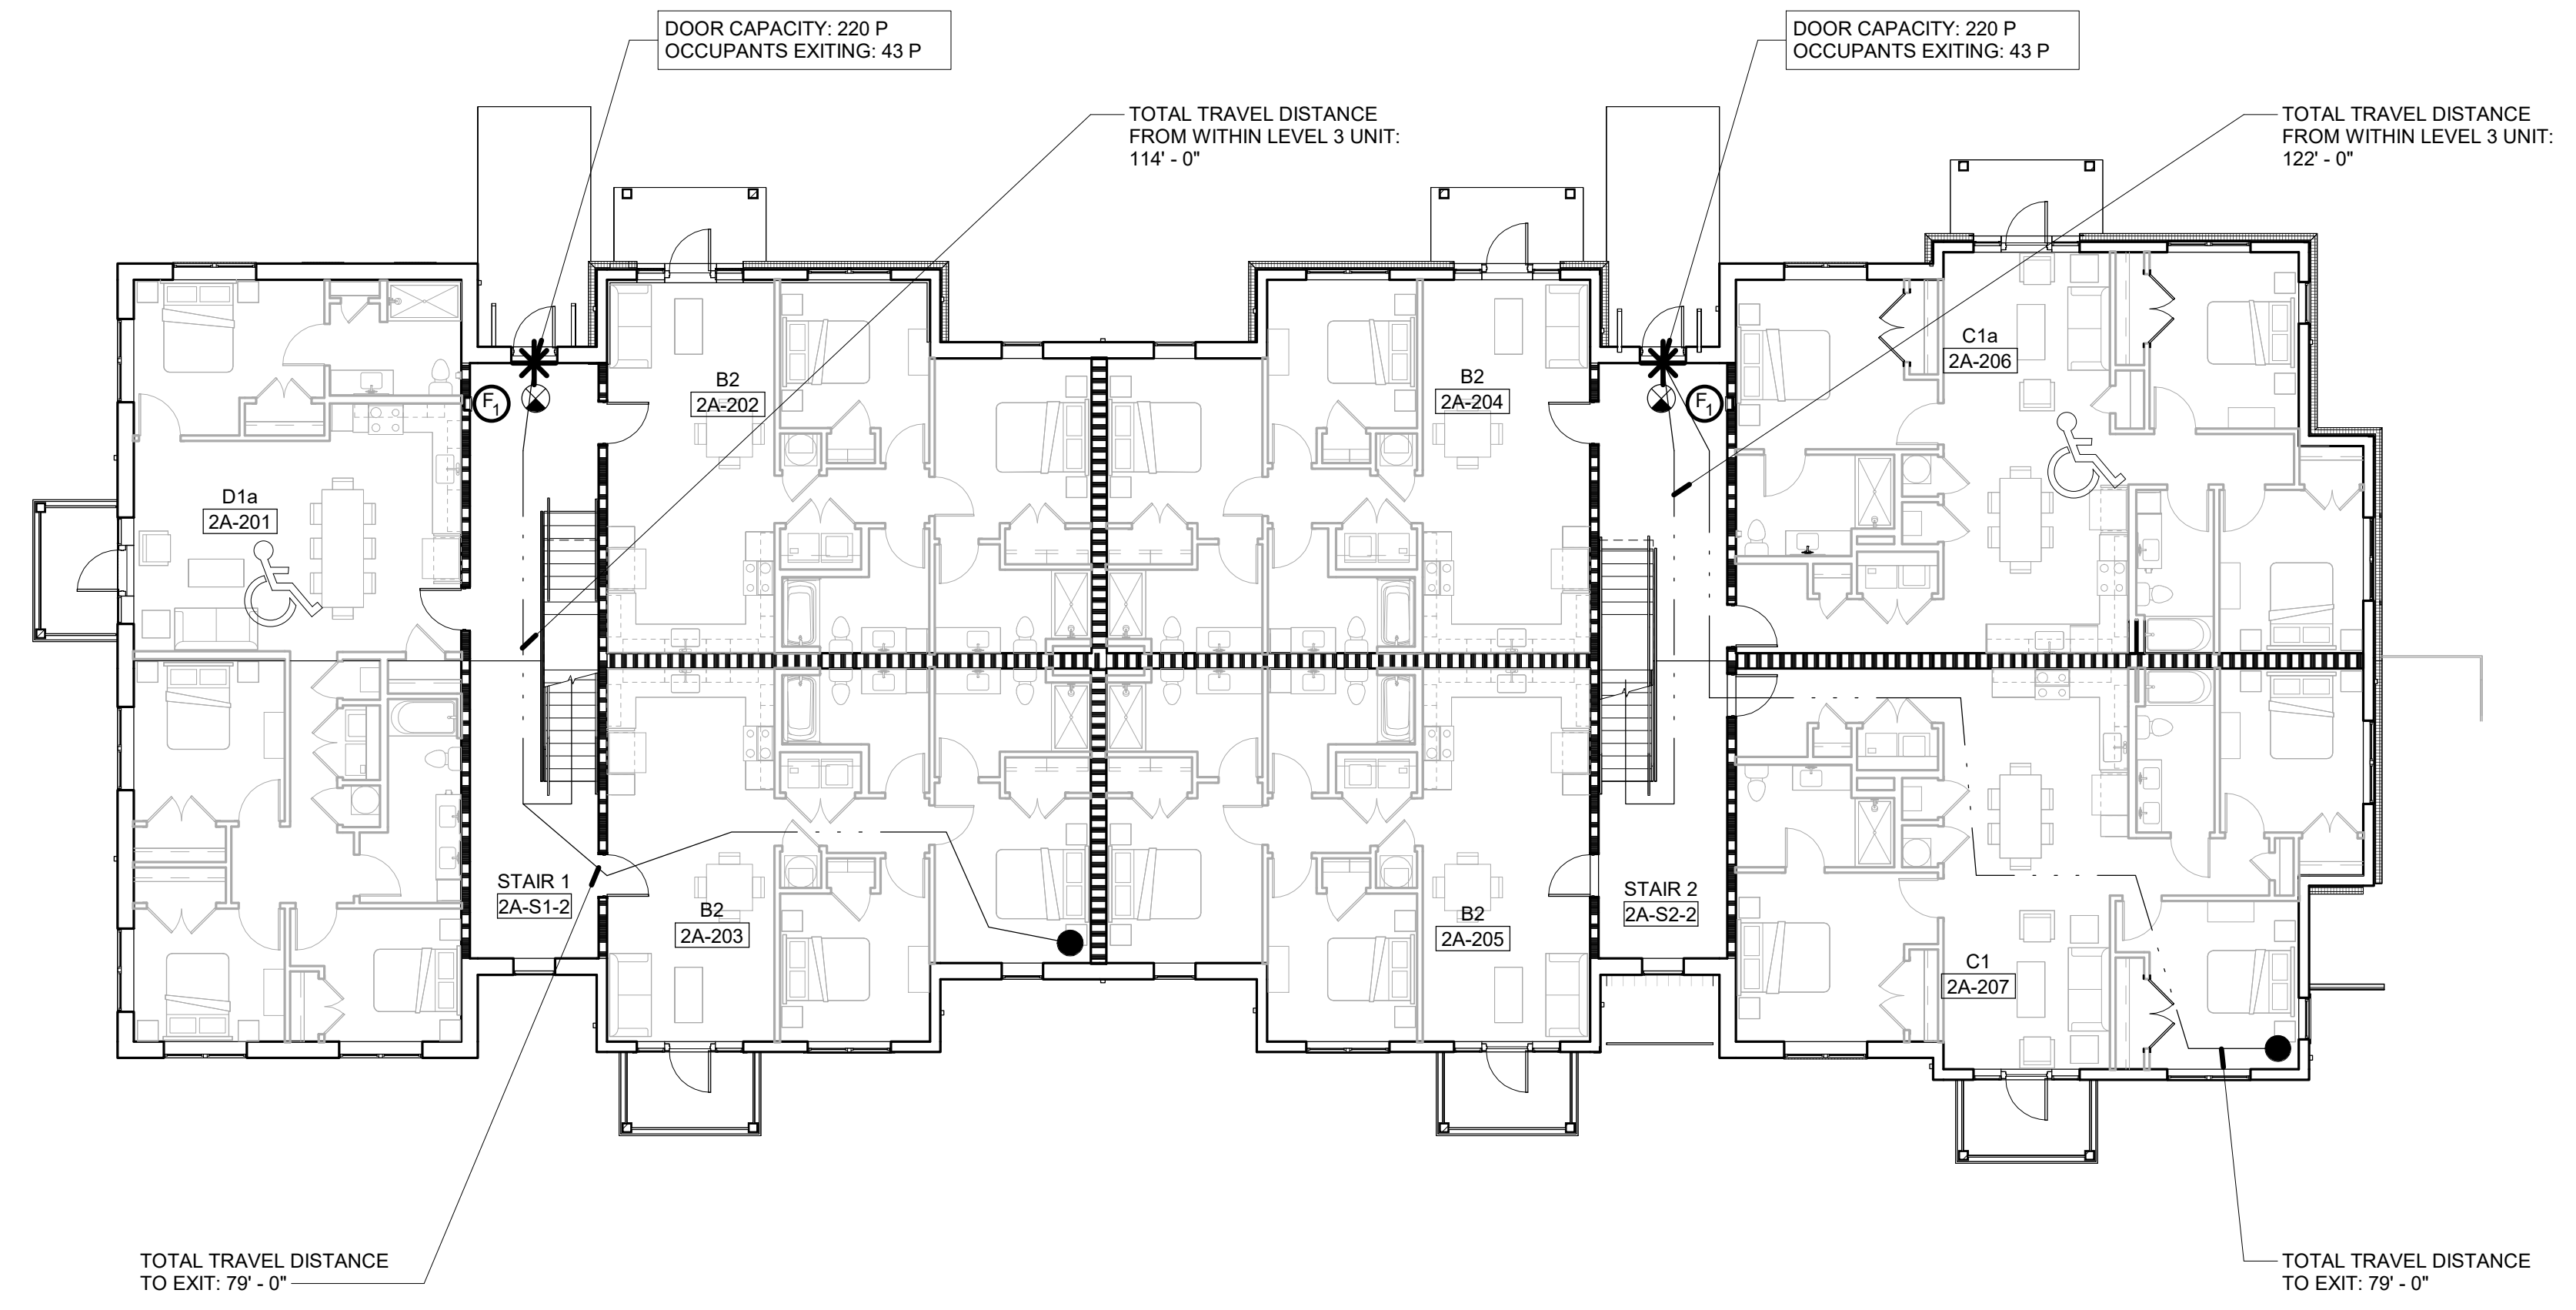 DOOR CAPACITY: 220 P
OCCUPANTS EXITING: 43 P
DOOR CAPACITY: 220 P
OCCUPANTS EXITING: 43 P
TOTAL TRAVEL DISTANCE
FROM WITHIN LEVEL 3 UNIT:
114' - 0"
TOTAL TRAVEL DISTANCE
FROM WITHIN LEVEL 3 UNIT:
122' - 0"
F1
F1
D1a
2A-201
B2
2A-202
B2
2A-204
C1a
2A-206
STAIR 1
2A-S1-2
B2
2A-203
B2
2A-205
STAIR 2
2A-S2-2
C1
2A-207
TOTAL TRAVEL DISTANCE
TO EXIT: 79' - 0"
TOTAL TRAVEL DISTANCE
TO EXIT: 79' - 0"